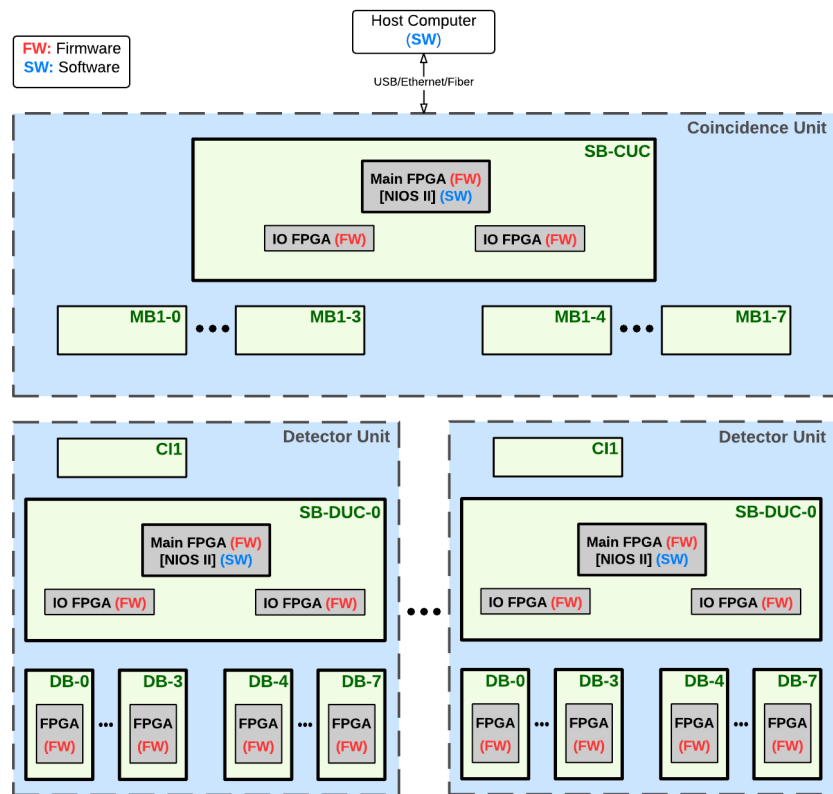 Host Computer
(SW)
FW: Firmware
SW: Software
USB/Ethernet/Fiber
Coincidence Unit
SB-CUC
Main FPGA (FW)
[NIOS II] (SW)
IO FPGA (FW) IO FPGA (FW)
MB1-0 MB1-3 MB1-4 MB1-7
Detector Unit
CI1
SB-DUC-0
Main FPGA (FW)
[NIOS II] (SW)
IO FPGA (FW) IO FPGA (FW)
DB-0 DB-3 DB-4 DB-7
FPGA FPGA FPGA FPGA
(FW) (FW) (FW) (FW)
Detector Unit
CI1
SB-DUC-0
Main FPGA (FW)
[NIOS II] (SW)
IO FPGA (FW) IO FPGA (FW)
DB-0 DB-3 DB-4 DB-7
FPGA FPGA FPGA FPGA
(FW) (FW) (FW) (FW)